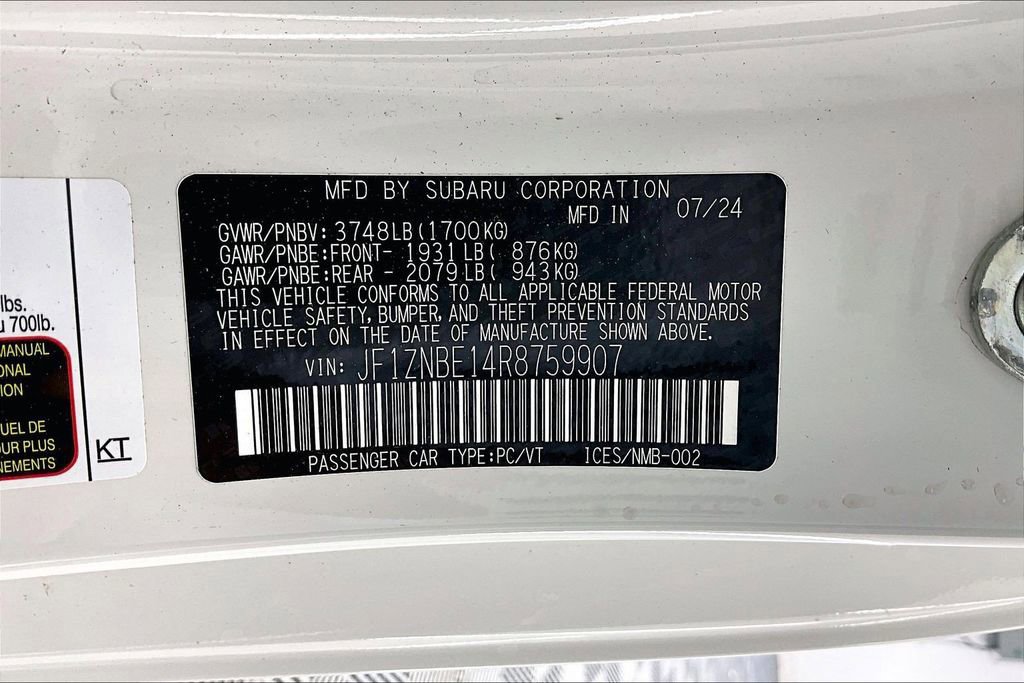 MFD BY SUBARU CORPORATION
MFD IN 07/24
GVWR/PNBV: 3748LB(1700KG)
GAWR/PNBE:FRONT- 1931LB( 876KG)
GAWR/PNBE:REAR - 2079LB( 943KG)
THIS VEHICLE CONFORMS TO ALL APPLICABLE FEDERAL MOTOR
VEHICLE SAFETY, BUMPER, AND THEFT PREVENTION STANDARDS
IN EFFECT ON THE DATE OF MANUFACTURE SHOWN ABOVE.
VIN: JF1ZNBE14R8759907
PASSENGER CAR TYPE:PC/VT ICES/NMB-002
lbs.
700lb.
MANUAL
ONAL
TION
UEL DE
OUR PLUS
NEMENTS
KT